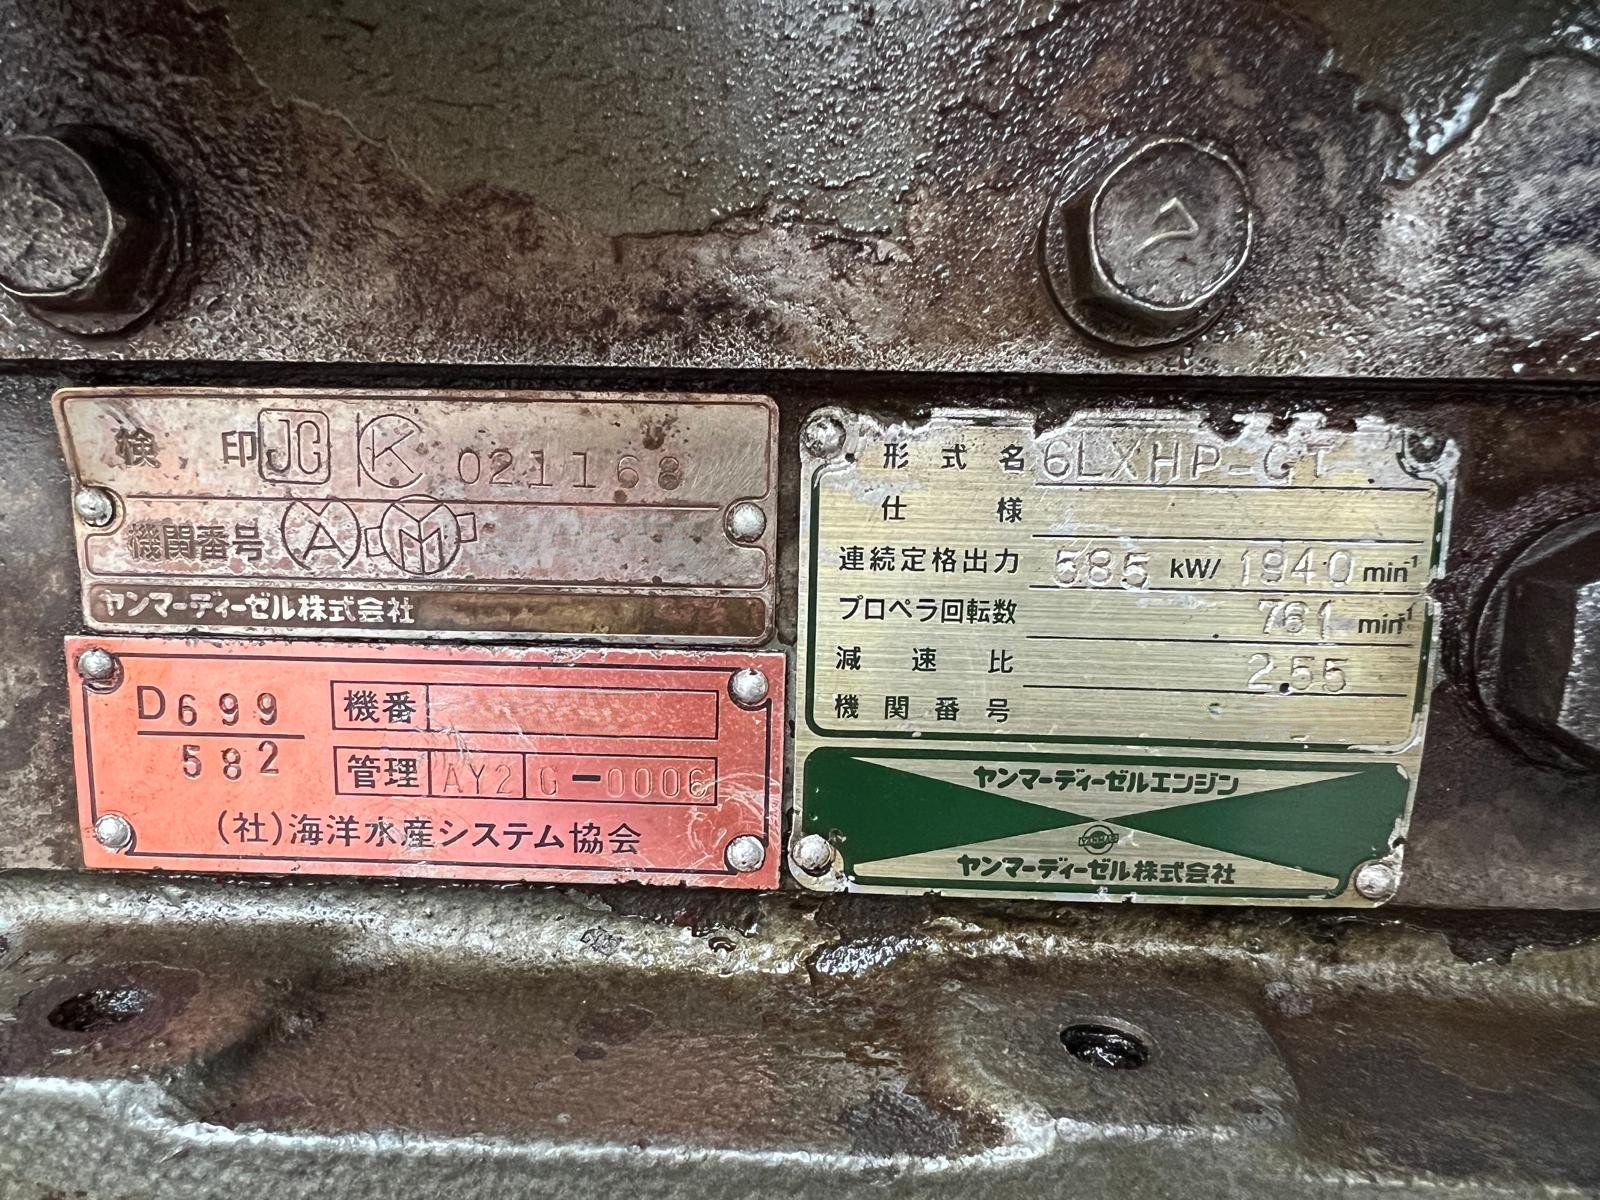 検 印 JG K 021168
機関番号 A M
ヤンマーディーゼル株式会社
D699
582
機番
管理 AY2 G-0006
(社)海洋水産システム協会
形式名 6LXHP-GT
仕様
連続定格出力 585 kW/ 1940 min⁻¹
プロペラ回転数 761 min⁻¹
減速比 2.55
機関番号
ヤンマーディーゼルエンジン
YANMAR
ヤンマーディーゼル株式会社